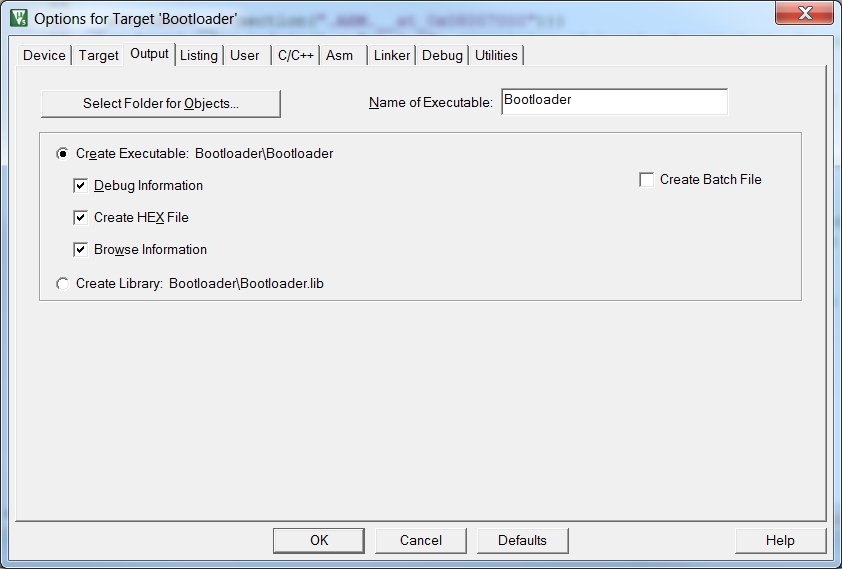 Options for Target 'Bootloader'
Device Target Output Listing User C/C++ Asm Linker Debug Utilities
Select Folder for Objects... Name of Executable: Bootloader
Create Executable: Bootloader\Bootloader
Debug Information Create Batch File
Create HEX File
Browse Information
Create Library: Bootloader\Bootloader.lib
OK Cancel Defaults Help